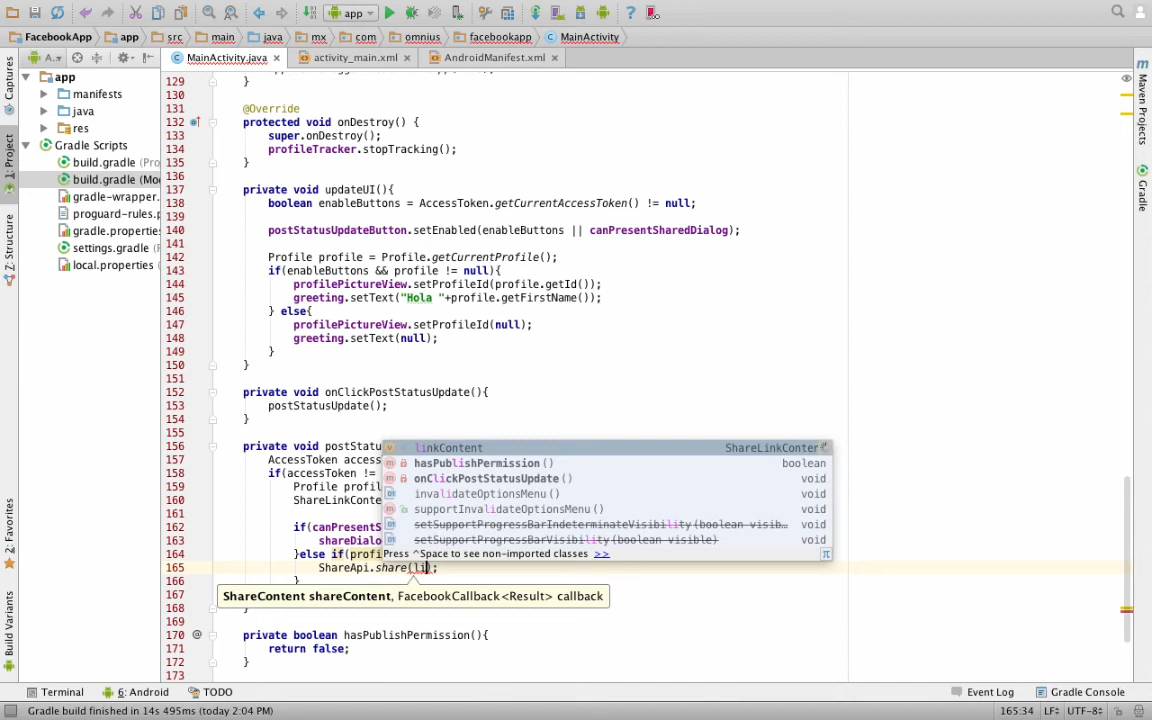 app
FacebookApp app src main java mx com omnius facebookapp MainActivity
A.. MainActivity.java activity_main.xml AndroidManifest.xml
Captures
1: Project
Z: Structure
2: Favorites
Build Variants
Maven Projects
Gradle
app
manifests
java
res
Gradle Scripts
build.gradle (Pro
build.gradle (Mod
gradle-wrapper.
proguard-rules.p
gradle.properties
settings.gradle
local.properties
129 }
130
131 @Override
132 protected void onDestroy() {
133 super.onDestroy();
134 profileTracker.stopTracking();
135 }
136
137 private void updateUI(){
138 boolean enableButtons = AccessToken.getCurrentAccessToken() != null;
139
140 postStatusUpdateButton.setEnabled(enableButtons || canPresentSharedDialog);
141
142 Profile profile = Profile.getCurrentProfile();
143 if(enableButtons && profile != null){
144 profilePictureView.setProfileId(profile.getId());
145 greeting.setText("Hola "+profile.getFirstName());
146 } else{
147 profilePictureView.setProfileId(null);
148 greeting.setText(null);
149 }
150 }
151
152 private void onClickPostStatusUpdate(){
153 postStatusUpdate();
154 }
155
156 private void postStatu
157 AccessToken access
158 if(accessToken !=
159 Profile profil
160 ShareLinkConte
161
162 if(canPresentS
163 shareDialo
164 }else if(profi
165 ShareApi.share(li);
166 }
167
168 }
169
170 private boolean hasPublishPermission(){
171 return false;
172 }
173
linkContent ShareLinkConten
hasPublishPermission() boolean
onClickPostStatusUpdate() void
invalidateOptionsMenu() void
supportInvalidateOptionsMenu() void
setSupportProgressBarIndeterminateVisibility(boolean visib… void
setSupportProgressBarVisibility(boolean visible) void
Press ^Space to see non-imported classes >>
ShareContent shareContent, FacebookCallback<Result> callback
Terminal 6: Android TODO Event Log Gradle Console
Gradle build finished in 14s 495ms (today 2:04 PM) 165:34 LF÷ UTF-8÷